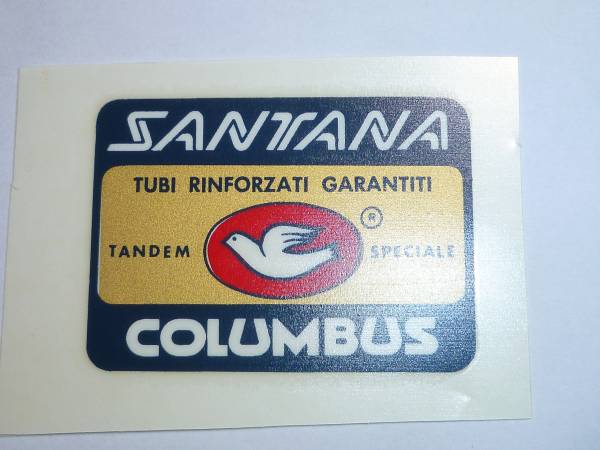 SANTANA
TUBI RINFORZATI GARANTITI
®
TANDEM SPECIALE
COLUMBUS